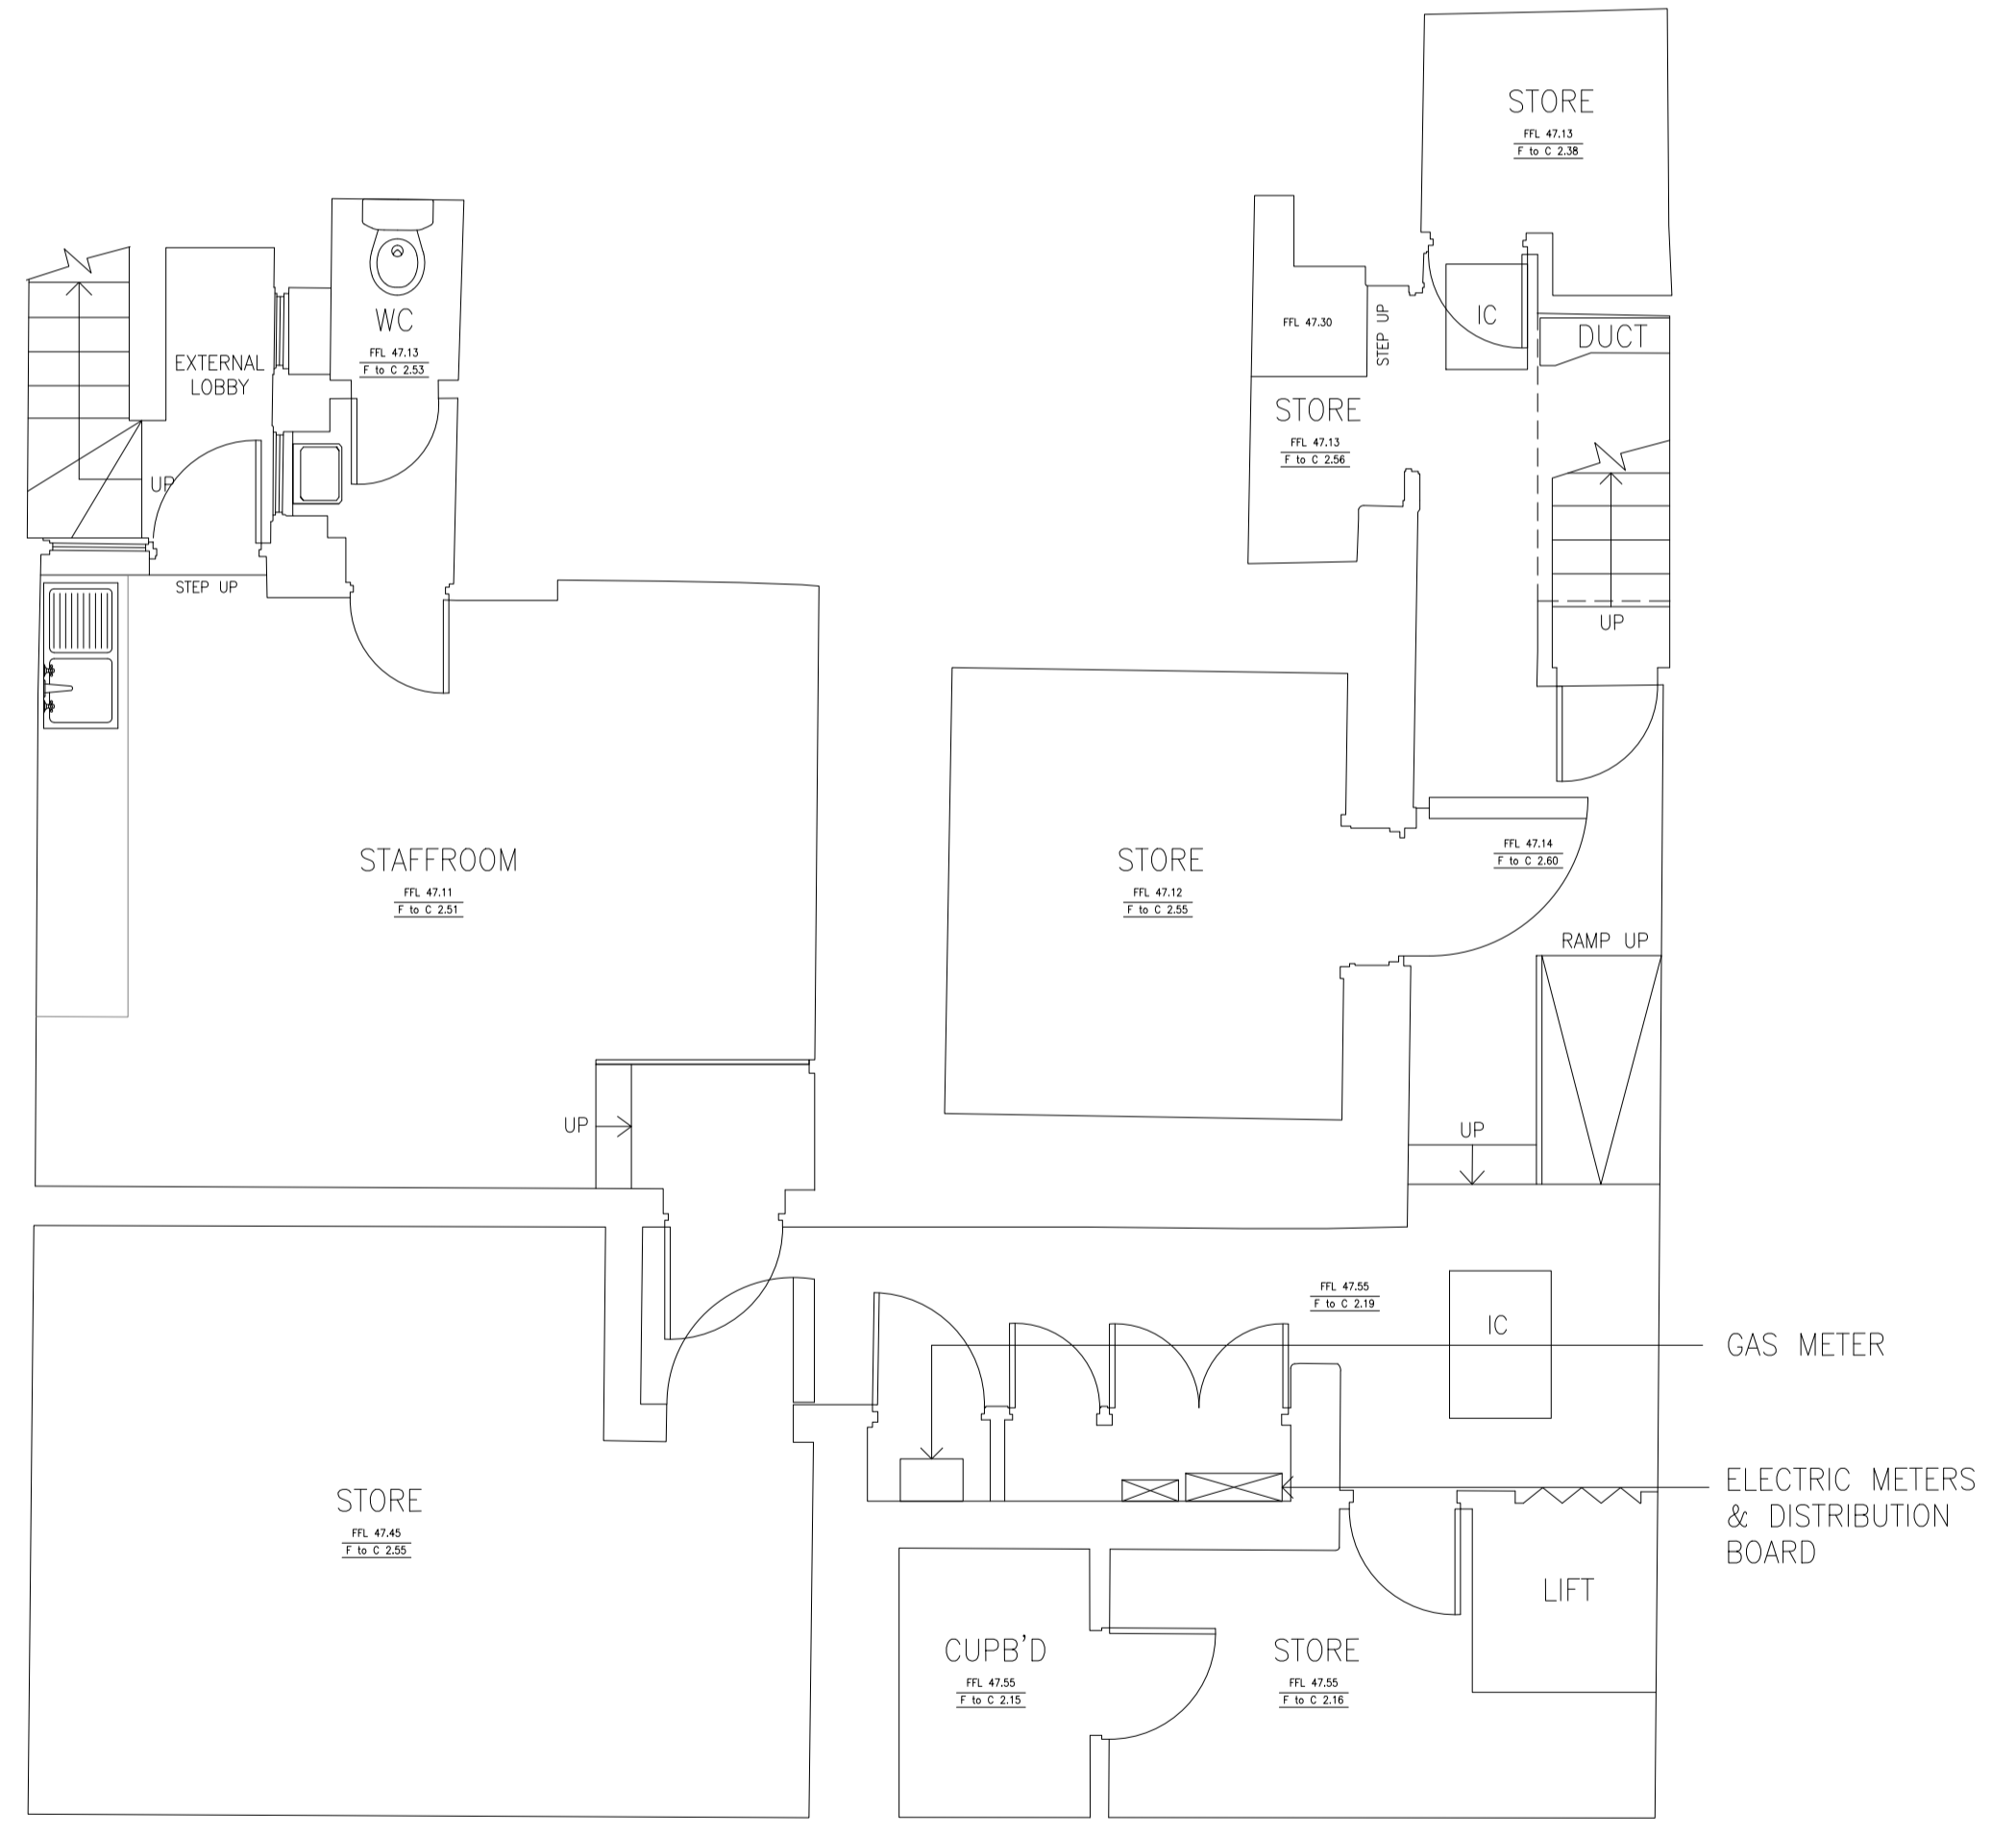 STORE
FFL 47.13
F to C 2.38
IC
DUCT
FFL 47.30
STEP UP
STORE
FFL 47.13
F to C 2.56
UP
WC
FFL 47.13
F to C 2.53
EXTERNAL
LOBBY
UP
STEP UP
STAFFROOM
FFL 47.11
F to C 2.51
STORE
FFL 47.12
F to C 2.55
FFL 47.14
F to C 2.60
RAMP UP
UP
UP
FFL 47.55
F to C 2.19
IC
GAS METER
ELECTRIC METERS
& DISTRIBUTION
BOARD
STORE
FFL 47.45
F to C 2.55
LIFT
CUPB'D
FFL 47.55
F to C 2.15
STORE
FFL 47.55
F to C 2.16